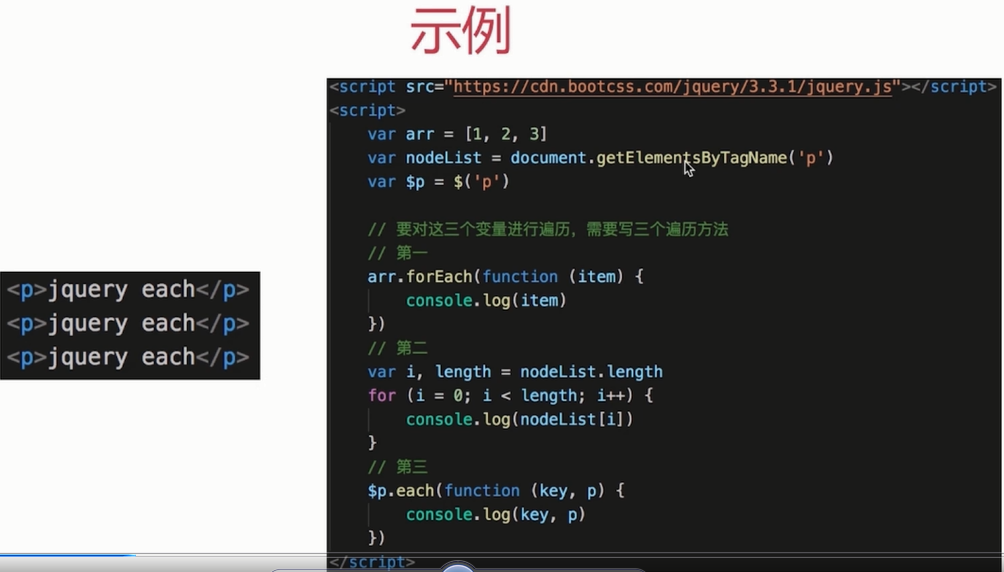 示例
<p>jquery each</p>
<p>jquery each</p>
<p>jquery each</p>
<script src="https://cdn.bootcss.com/jquery/3.3.1/jquery.js"></script>
<script>
var arr = [1, 2, 3]
var nodeList = document.getElementsByTagName('p')
var $p = $('p')
// 要对这三个变量进行遍历，需要写三个遍历方法
// 第一
arr.forEach(function (item) {
console.log(item)
})
// 第二
var i, length = nodeList.length
for (i = 0; i < length; i++) {
console.log(nodeList[i])
}
// 第三
$p.each(function (key, p) {
console.log(key, p)
})
</script>